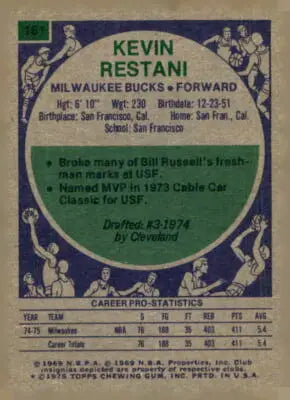 161
KEVIN
RESTANI
MILWAUKEE BUCKS • FORWARD
Hgt: 6' 10" Wgt: 230 Birthdate: 12-23-51
Birthplace: San Francisco, Cal. Home: San Fran., Cal.
School: San Francisco
• Broke many of Bill Russell's fresh-
man marks at USF.
• Named MVP in 1973 Cable Car
Classic for USF.
Drafted: #3-1974
by Cleveland
CAREER PRO-STATISTICS
YEAR TEAM G FG FT REB PTS AV.
74-75 Milwaukee NBA 76 188 35 403 411 5.4
Career Totals 76 188 35 403 411 5.4
© 1969 N.B.P.A. © 1969 N.B.A. Properties, Inc. Club
insignias depicted are property of respective clubs.
* © 1975 TOPPS CHEWING GUM, INC. PRTD. IN U.S.A.